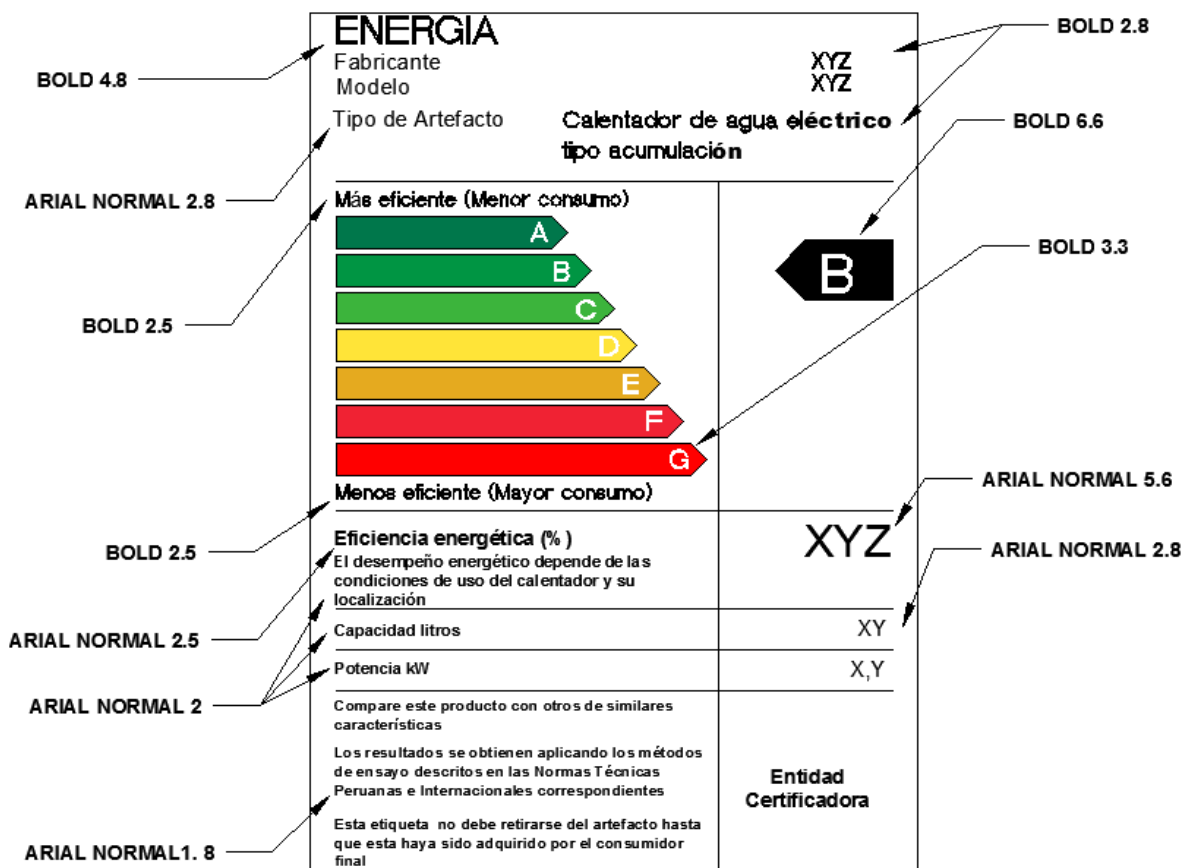 BOLD 2.8
ENERGIA
BOLD 4.8
Fabricante XYZ
Modelo XYZ
Tipo de Artefacto Calentador de agua eléctrico
tipo acumulación
BOLD 6.6
ARIAL NORMAL 2.8
Más eficiente (Menor consumo)
A
B
B
BOLD 3.3
C
BOLD 2.5
D
E
F
G
Menos eficiente (Mayor consumo)
ARIAL NORMAL 5.6
BOLD 2.5
Eficiencia energética (% ) XYZ
ARIAL NORMAL 2.8
El desempeño energético depende de las
condiciones de uso del calentador y su
localización
ARIAL NORMAL 2.5
Capacidad litros XY
Potencia kW X,Y
ARIAL NORMAL 2
Compare este producto con otros de similares
características
Los resultados se obtienen aplicando los métodos
de ensayo descritos en las Normas Técnicas
Peruanas e Internacionales correspondientes
Entidad
Certificadora
Esta etiqueta no debe retirarse del artefacto hasta
que esta haya sido adquirido por el consumidor
final
ARIAL NORMAL1. 8